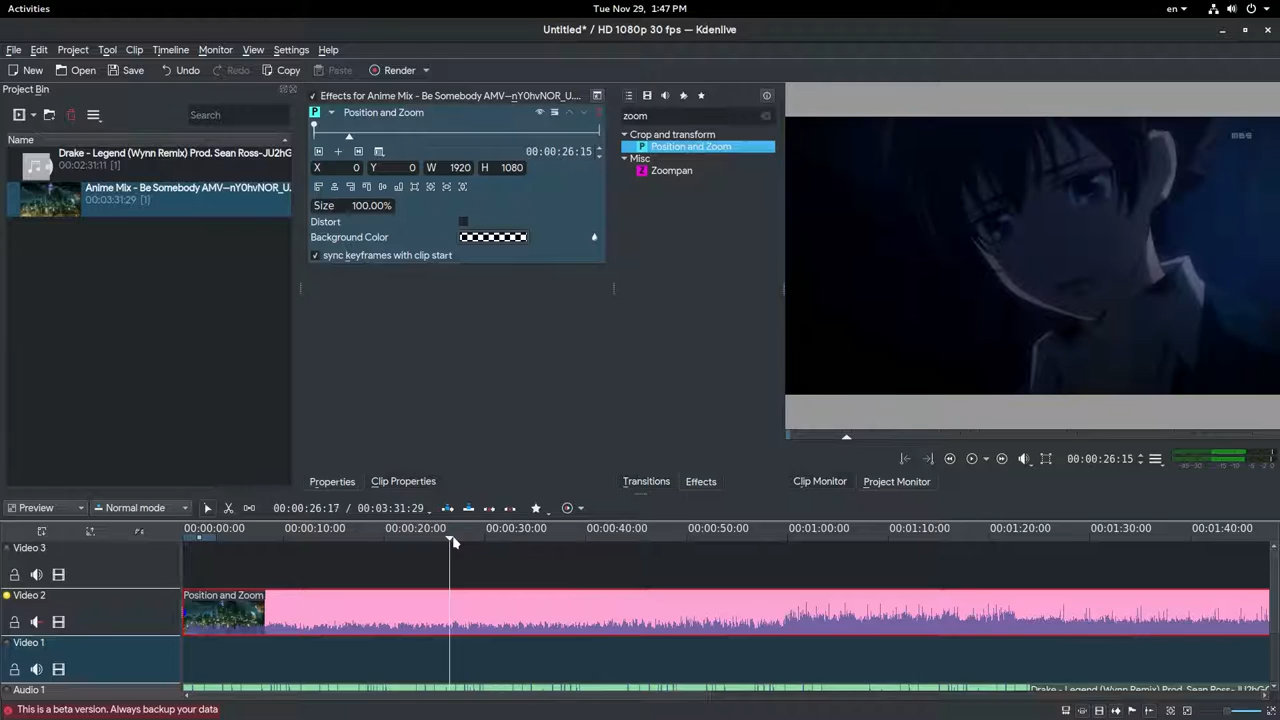 Activities
Tue Nov 29, 1:47 PM
en
Untitled* / HD 1080p 30 fps — Kdenlive
File Edit Project Tool Clip Timeline Monitor View Settings Help
New Open Save Undo Redo Copy Paste Render
Project Bin
Search
Name
Drake - Legend (Wynn Remix) Prod. Sean Ross-JU2hG
00:02:31:11 [1]
Anime Mix - Be Somebody AMV--nY0hvNOR_U.
00:03:31:29 [1]
Effects for Anime Mix - Be Somebody AMV--nY0hvNOR_U....
P Position and Zoom
00:00:26:15
X 0 Y 0 W 1920 H 1080
Size 100.00%
Distort
Background Color
sync keyframes with clip start
zoom
Crop and transform
P Position and Zoom
Misc
Z Zoompan
MBS
Properties Clip Properties
Transitions Effects
00:00:26:15
Clip Monitor Project Monitor
Preview Normal mode 00:00:26:17 / 00:03:31:29
00:00:00:00 00:00:10:00 00:00:20:00 00:00:30:00 00:00:40:00 00:00:50:00 00:01:00:00 00:01:10:00 00:01:20:00 00:01:30:00 00:01:40:00
Video 3
Video 2
Position and Zoom
Video 1
Audio 1
Drake - Legend (Wynn Remix) Prod. Sean Ross-JU2hG
This is a beta version. Always backup your data